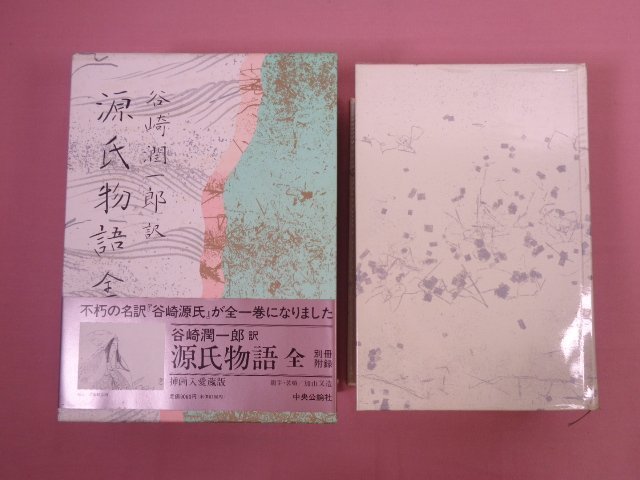 谷崎潤一郎訳
源氏物語 全
不朽の名訳『谷崎源氏』が全一巻になりました
谷崎潤一郎 訳
源氏物語 全 別冊附録
挿画入愛蔵版
中央公論社